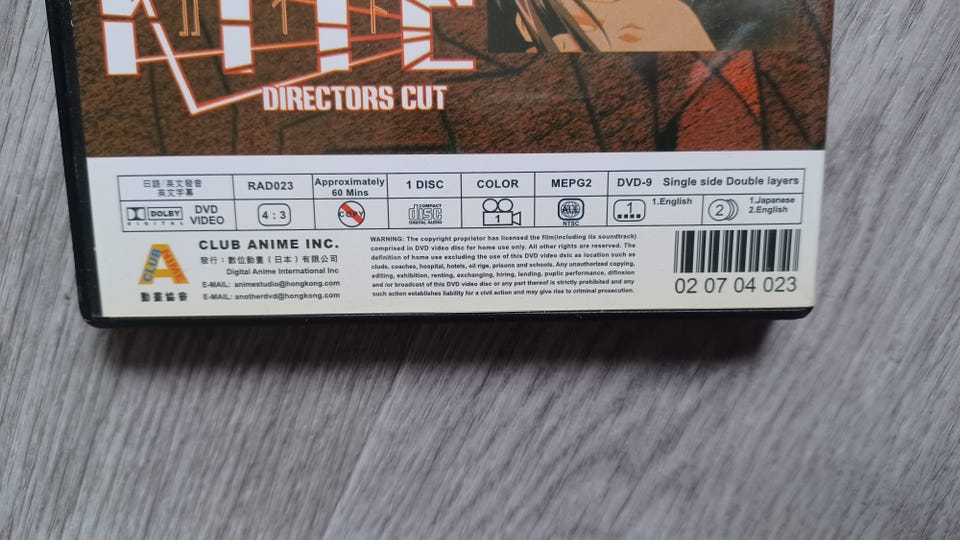 KITE
DIRECTORS CUT
日語/英文發音
英文字幕
RAD023
Approximately
60 Mins
1 DISC
COLOR
MEPG2
DVD-9 Single side Double layers
DOLBY
DIGITAL
DVD
VIDEO
4:3
COPY
COMPACT
disc
DIGITAL AUDIO
1
ALL
NTSC
1
1.English
2
1.Japanese
2.English
CLUB ANIME
CLUB ANIME INC.
發行：數位動畫（日本）有限公司
Digital Anime International Inc
E-MAIL: animestudio@hongkong.com
E-MAIL: anotherdvd@hongkong.com
動畫協會
WARNING: The copyright proprietor has licensed the film(including its soundtrack)
comprised in DVD video disc for home use only. All other rights are reserved. The
definition of home use excluding the use of this DVD video dsic as location such as
cluds. coaches, hospital, hotels, oil rige, prisons and schools. Any unauthorized copying,
editing, exhibition, renting, exchanging, hiring, lending, puplic performance, difinsion
and /or broadcast of this DVD video disc or any part thereof is strictly prohibited and any
such action establishes liability for a civil action and may give rise to criminal prosecution.
02 07 04 023